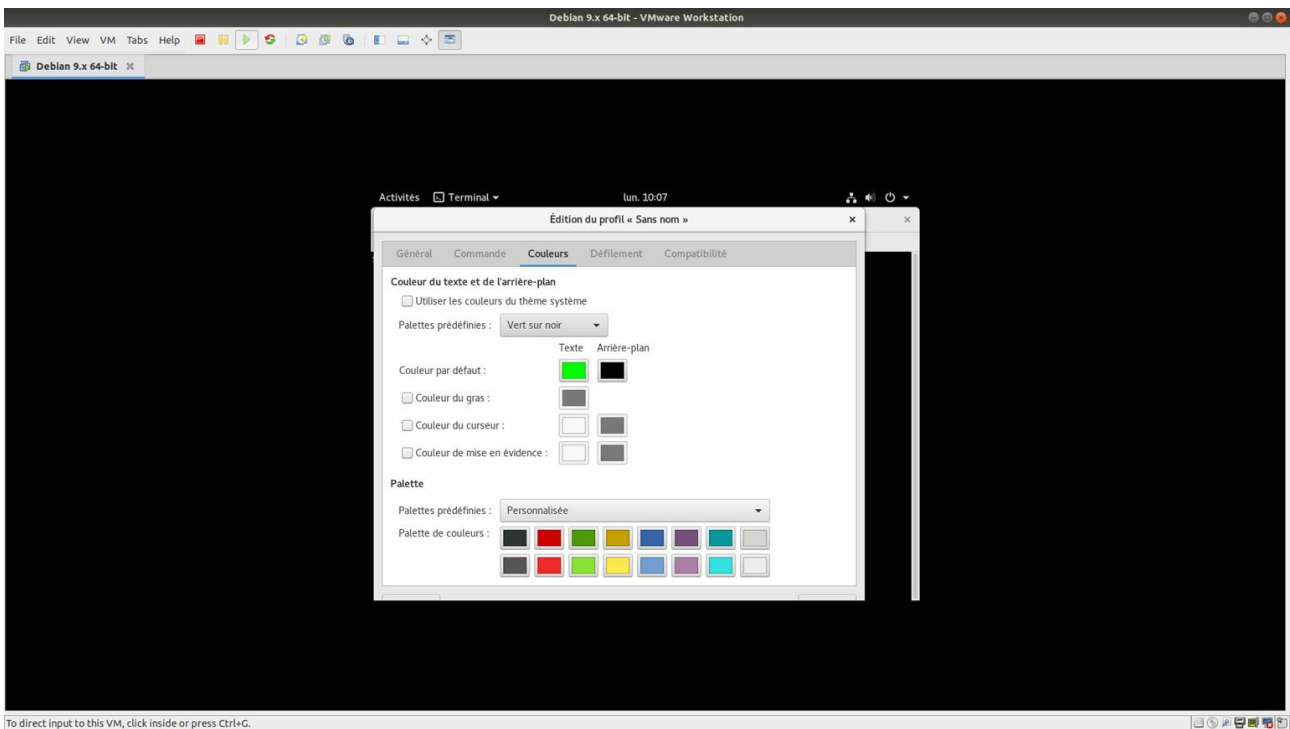 Debian 9.x 64-bit - VMware Workstation
File Edit View VM Tabs Help
Debian 9.x 64-bit
Activités Terminal lun. 10:07
Édition du profil « Sans nom »
Général Commande Couleurs Défilement Compatibilité
Couleur du texte et de l'arrière-plan
Utiliser les couleurs du thème système
Palettes prédéfinies : Vert sur noir
Texte Arrière-plan
Couleur par défaut :
Couleur du gras :
Couleur du curseur :
Couleur de mise en évidence :
Palette
Palettes prédéfinies : Personnalisée
Palette de couleurs :
To direct input to this VM, click inside or press Ctrl+G.